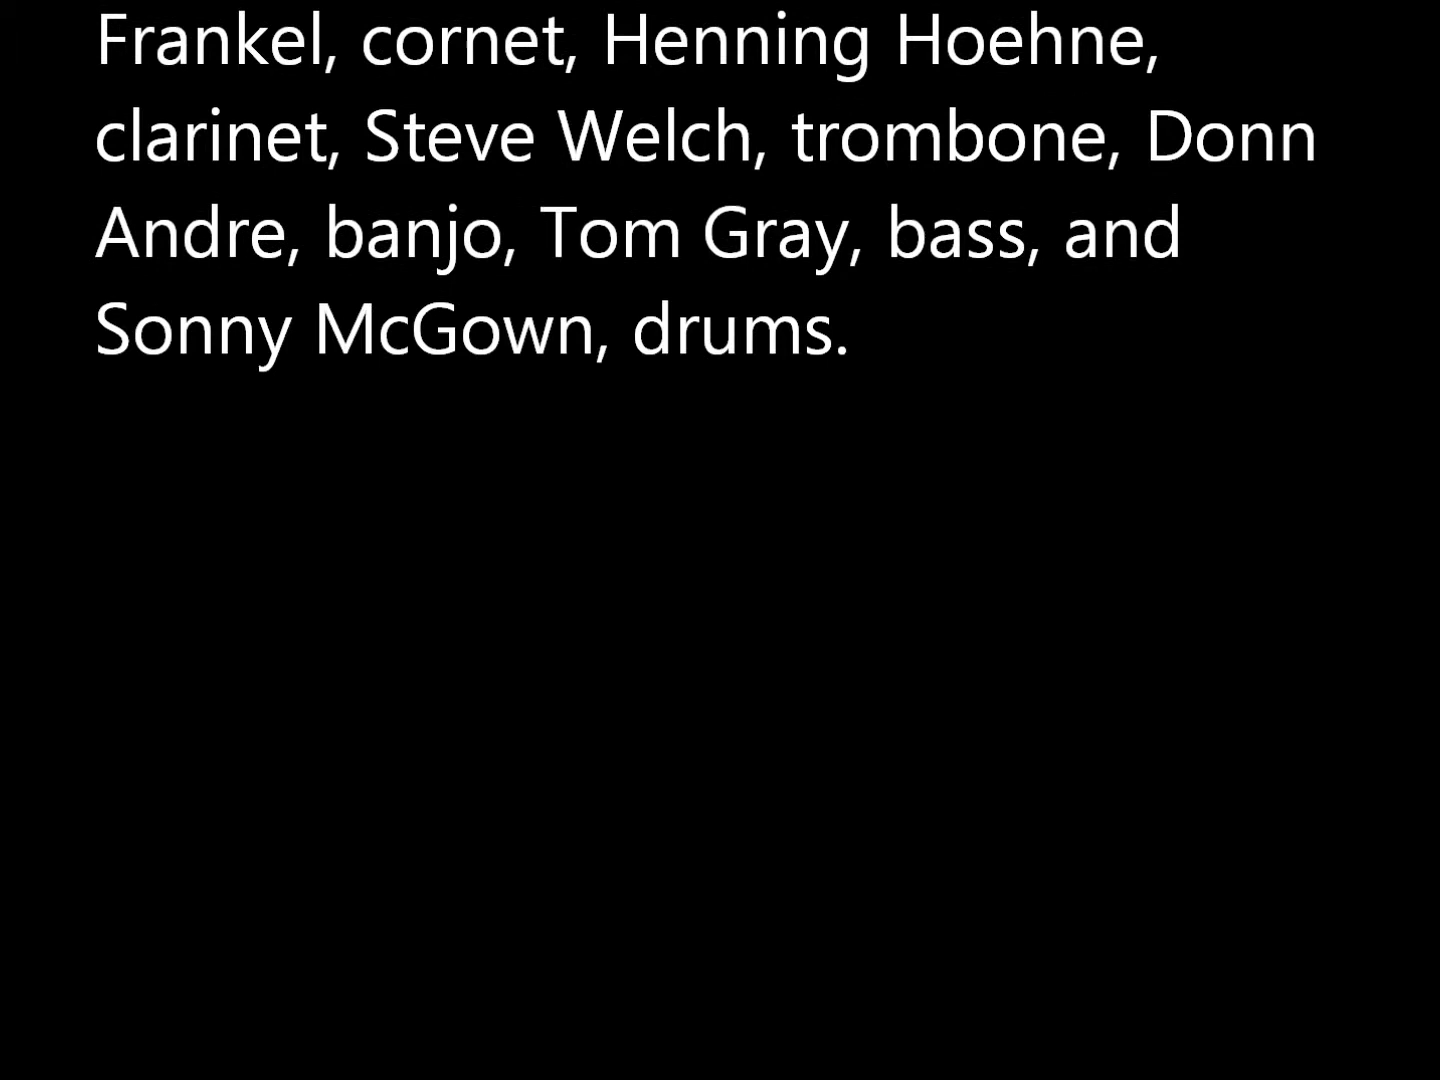 Frankel, cornet, Henning Hoehne,
clarinet, Steve Welch, trombone, Donn
Andre, banjo, Tom Gray, bass, and
Sonny McGown, drums.